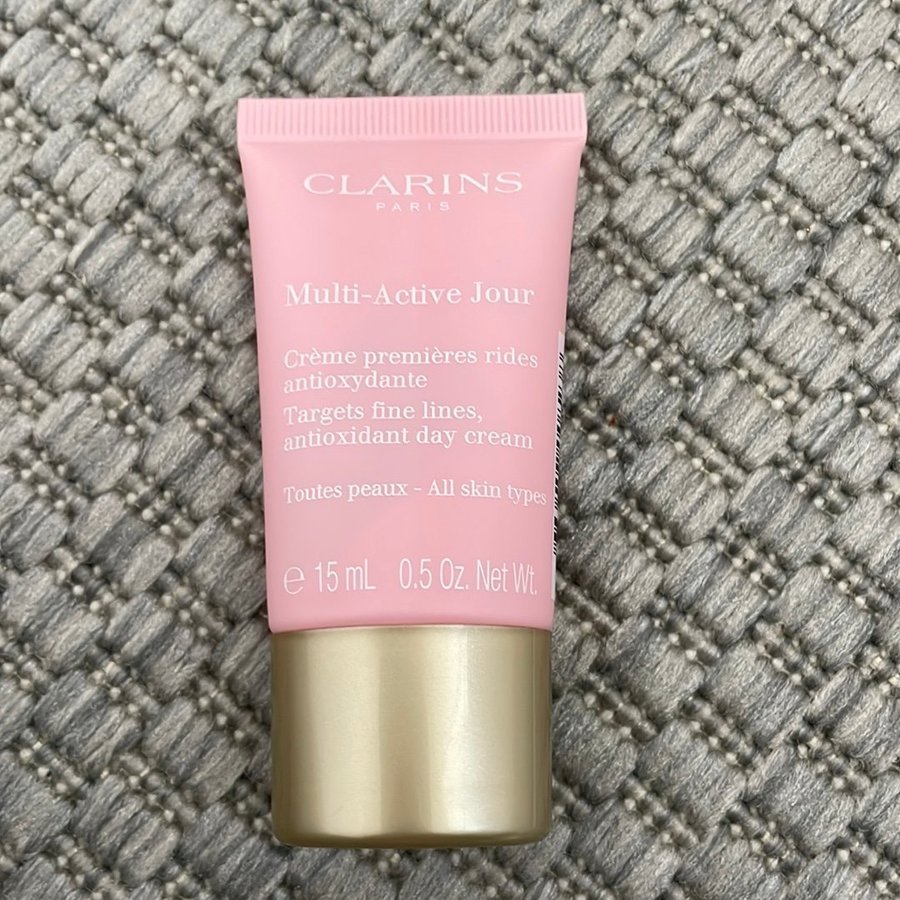 CLARINS
PARIS
Multi-Active Jour
Crème premières rides
antioxydante
Targets fine lines,
antioxidant day cream
Toutes peaux - All skin types
℮ 15 mL 0.5 Oz. Net Wt.